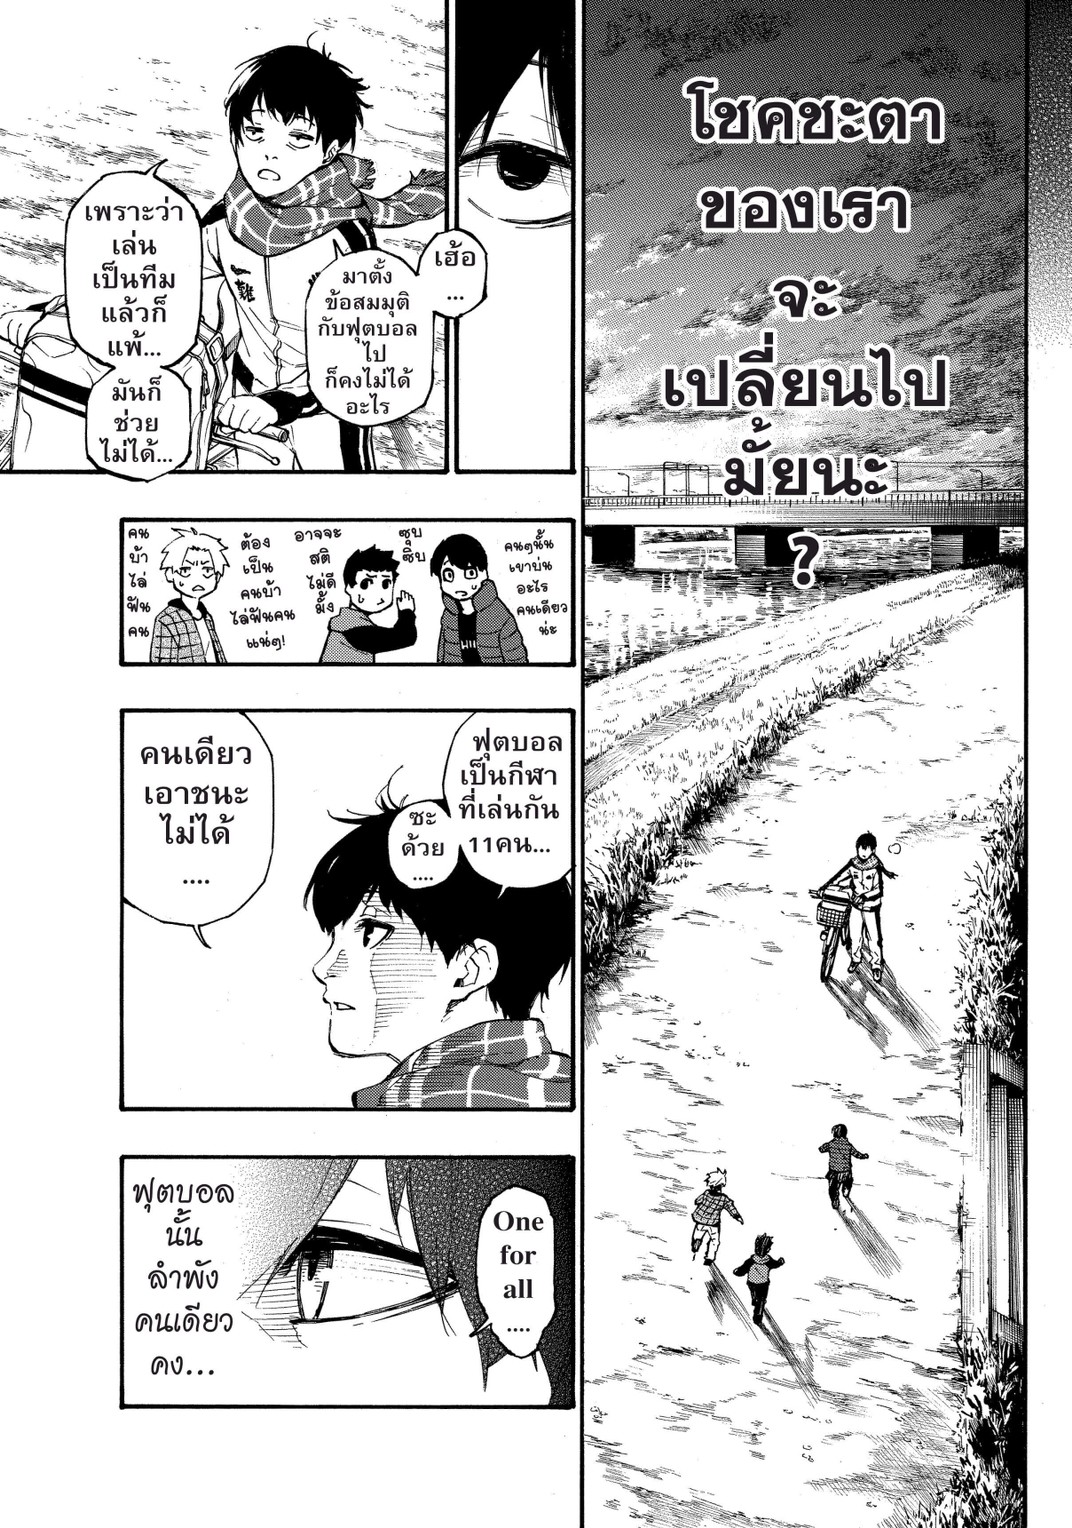 โชคชะตา
ของเรา
จะ
เปลี่ยนไป
มั้ยนะ
?
เฮ้อ
...
มาตั้ง
ข้อสมมุติ
กับฟุตบอล
ไป
ก็คงไม่ได้
อะไร
เพราะว่า
เล่น
เป็นทีม
แล้วก็
แพ้...
มันก็
ช่วย
ไม่ได้...
คนๆนั้น
เขาบ่น
อะไร
คนเดียว
น่ะ
ซุบ
ซิบ
อาจจะ
สติ
ไม่ดี
มั้ง
ต้อง
เป็น
คนบ้า
ไล่ฟันคน
แน่ๆ!
คน
บ้า
ไล่
ฟัน
คน
ฟุตบอล
เป็นกีฬา
ที่เล่นกัน
11คน...
ซะ
ด้วย
....
คนเดียว
เอาชนะ
ไม่ได้
....
One
for
all
....
ฟุตบอล
นั้น
ลำพัง
คนเดียว
คง...